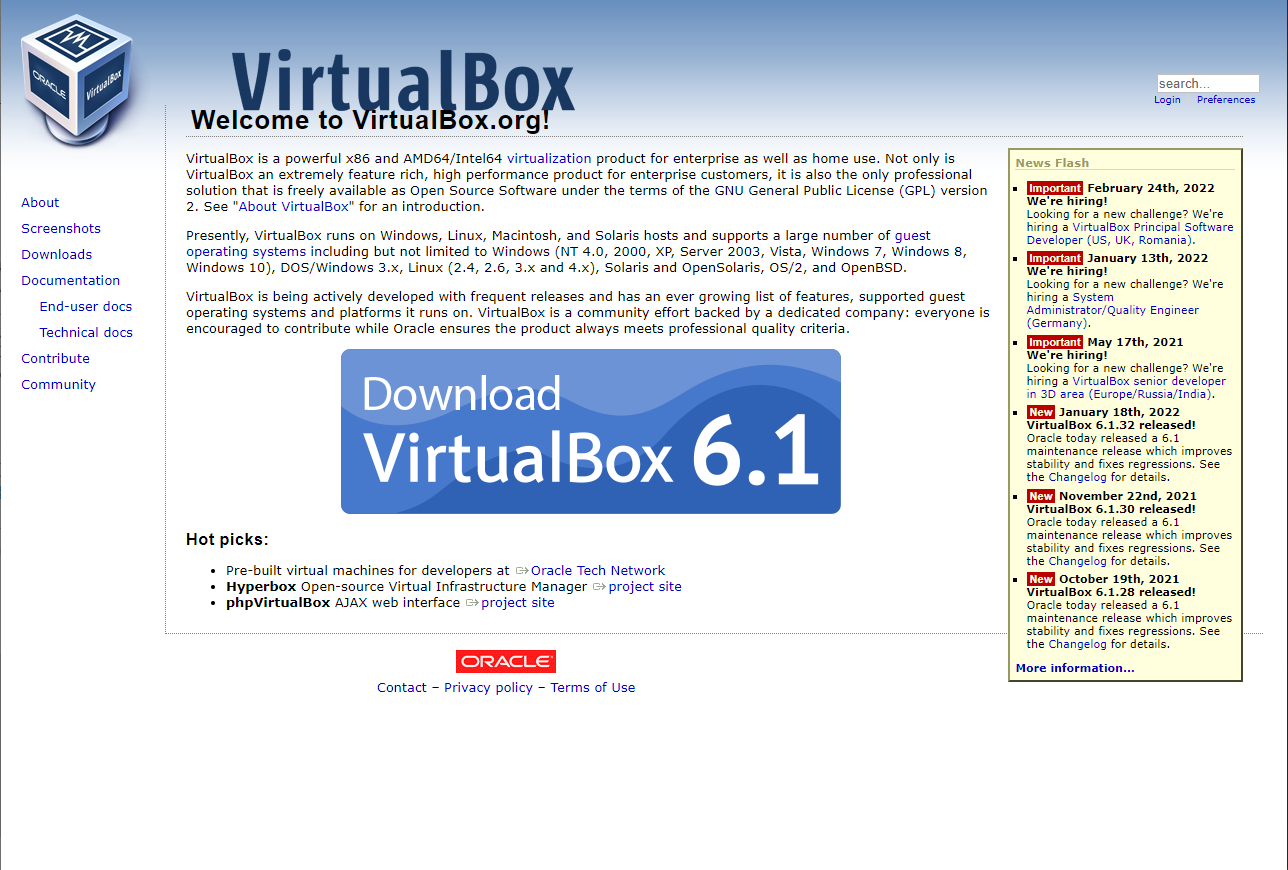 ORACLE
VirtualBox
VirtualBox
search...
Login Preferences
Welcome to VirtualBox.org!
About
Screenshots
Downloads
Documentation
End-user docs
Technical docs
Contribute
Community
VirtualBox is a powerful x86 and AMD64/Intel64 virtualization product for enterprise as well as home use. Not only is
VirtualBox an extremely feature rich, high performance product for enterprise customers, it is also the only professional
solution that is freely available as Open Source Software under the terms of the GNU General Public License (GPL) version
2. See "About VirtualBox" for an introduction.
Presently, VirtualBox runs on Windows, Linux, Macintosh, and Solaris hosts and supports a large number of guest
operating systems including but not limited to Windows (NT 4.0, 2000, XP, Server 2003, Vista, Windows 7, Windows 8,
Windows 10), DOS/Windows 3.x, Linux (2.4, 2.6, 3.x and 4.x), Solaris and OpenSolaris, OS/2, and OpenBSD.
VirtualBox is being actively developed with frequent releases and has an ever growing list of features, supported guest
operating systems and platforms it runs on. VirtualBox is a community effort backed by a dedicated company: everyone is
encouraged to contribute while Oracle ensures the product always meets professional quality criteria.
Download
VirtualBox 6.1
Hot picks:
Pre-built virtual machines for developers at Oracle Tech Network
Hyperbox Open-source Virtual Infrastructure Manager project site
phpVirtualBox AJAX web interface project site
News Flash
Important February 24th, 2022
We're hiring!
Looking for a new challenge? We're
hiring a VirtualBox Principal Software
Developer (US, UK, Romania).
Important January 13th, 2022
We're hiring!
Looking for a new challenge? We're
hiring a System
Administrator/Quality Engineer
(Germany).
Important May 17th, 2021
We're hiring!
Looking for a new challenge? We're
hiring a VirtualBox senior developer
in 3D area (Europe/Russia/India).
New January 18th, 2022
VirtualBox 6.1.32 released!
Oracle today released a 6.1
maintenance release which improves
stability and fixes regressions. See
the Changelog for details.
New November 22nd, 2021
VirtualBox 6.1.30 released!
Oracle today released a 6.1
maintenance release which improves
stability and fixes regressions. See
the Changelog for details.
New October 19th, 2021
VirtualBox 6.1.28 released!
Oracle today released a 6.1
maintenance release which improves
stability and fixes regressions. See
the Changelog for details.
More information...
ORACLE
Contact – Privacy policy – Terms of Use